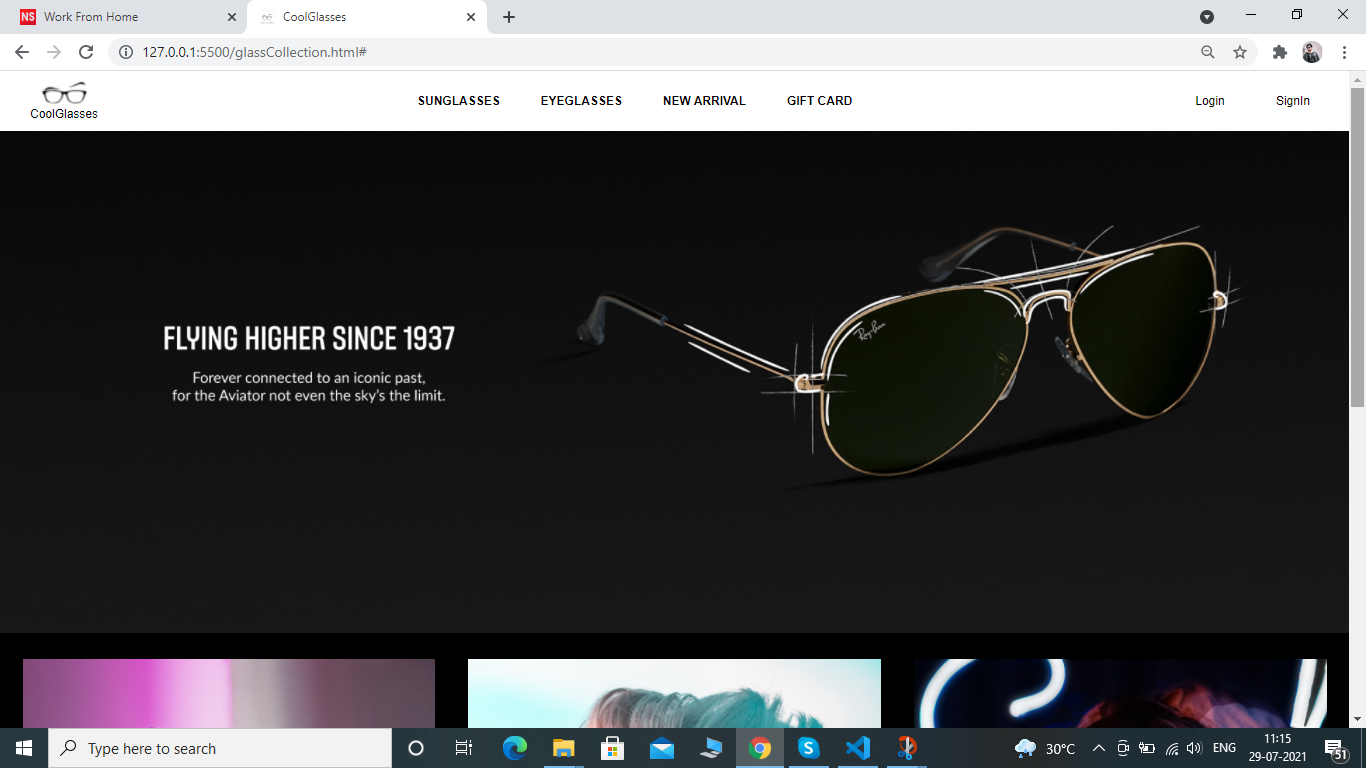 NS Work From Home
CoolGlasses
127.0.0.1:5500/glassCollection.html#
CoolGlasses
SUNGLASSES
EYEGLASSES
NEW ARRIVAL
GIFT CARD
Login
SignIn
Ray-Ban
FLYING HIGHER SINCE 1937
Forever connected to an iconic past,
for the Aviator not even the sky's the limit.
Type here to search
30°C
ENG
11:15
29-07-2021
51